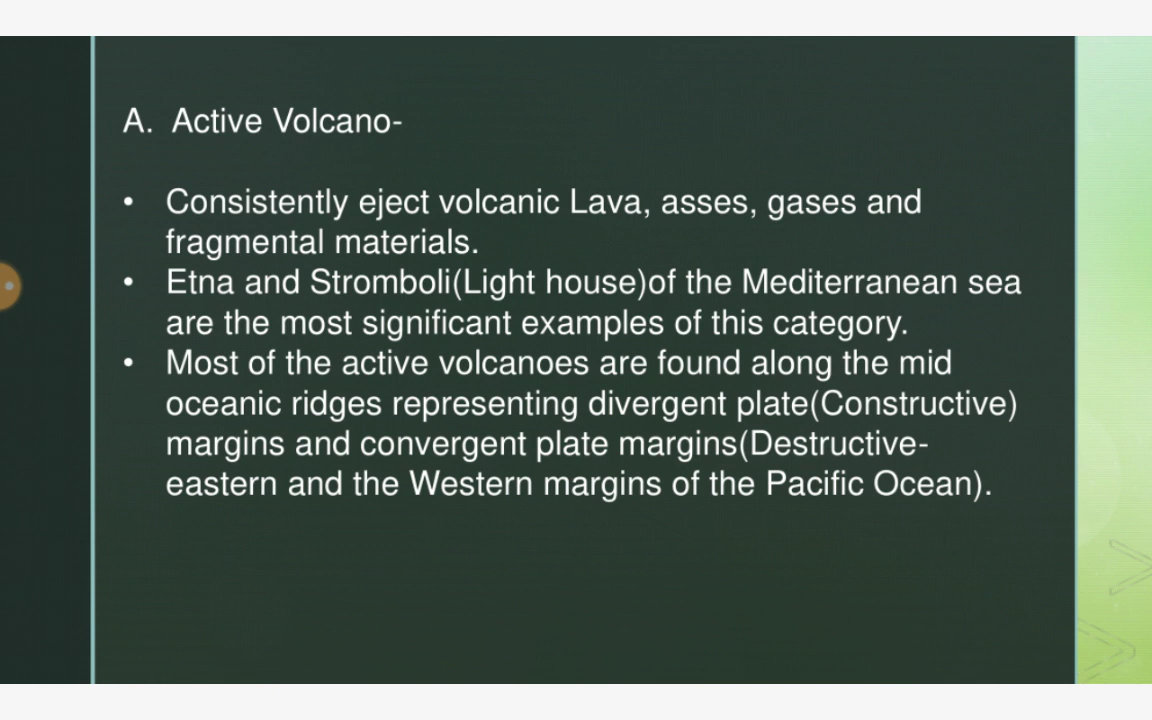 A. Active Volcano-
• Consistently eject volcanic Lava, asses, gases and
fragmental materials.
• Etna and Stromboli(Light house)of the Mediterranean sea
are the most significant examples of this category.
• Most of the active volcanoes are found along the mid
oceanic ridges representing divergent plate(Constructive)
margins and convergent plate margins(Destructive-
eastern and the Western margins of the Pacific Ocean).